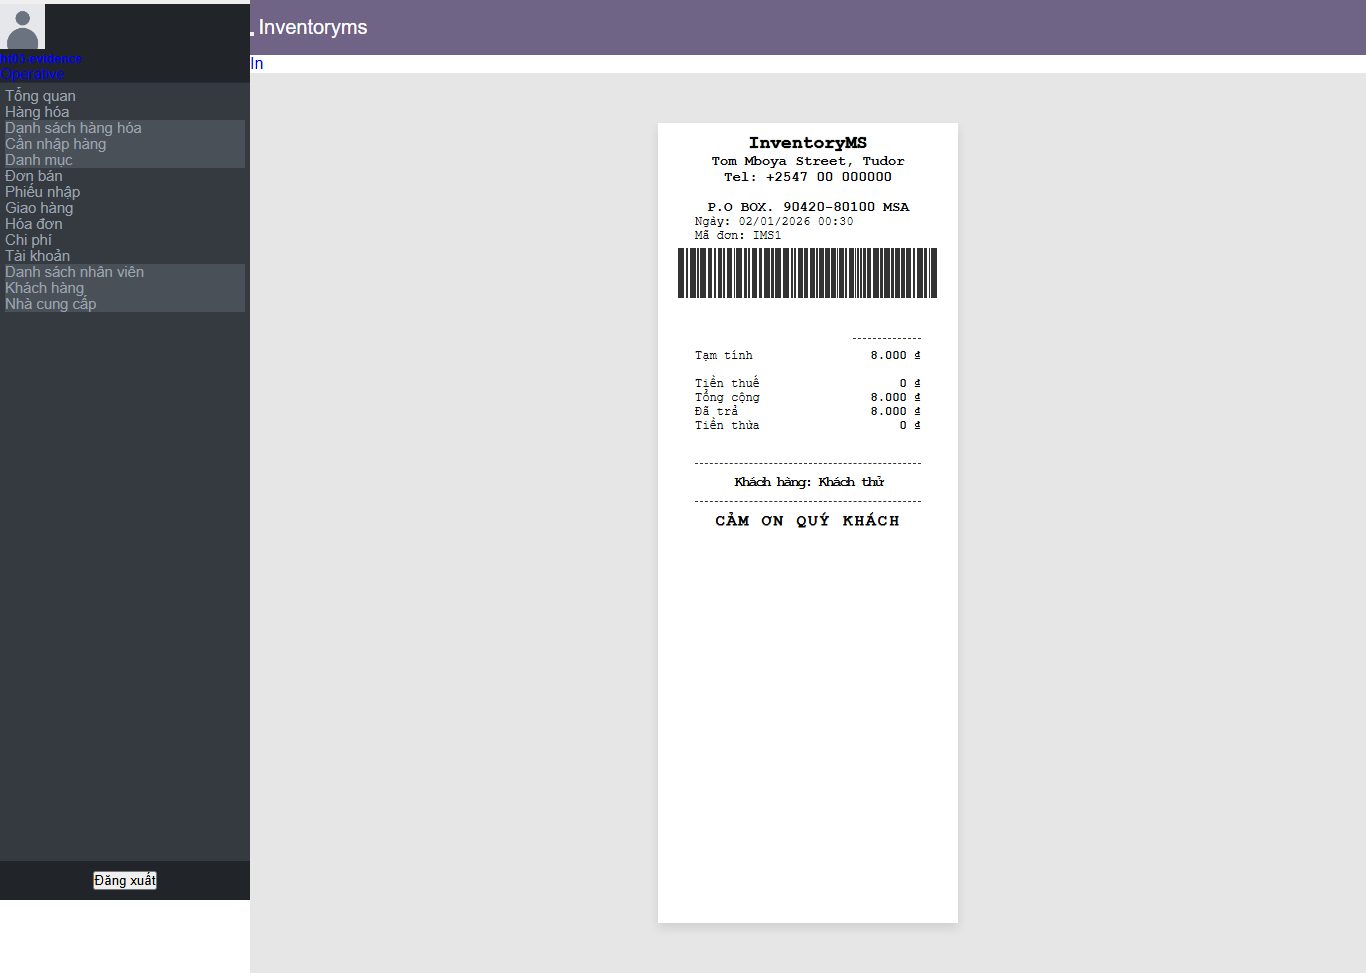 Operative
Tổng quan
Hàng hóa
Danh sách hàng hóa
Cần nhập hàng
Danh mục
Đơn bán
Phiếu nhập
Giao hàng
Hóa đơn
Chi phí
Tài khoản
Danh sách nhân viên
Khách hàng
Nhà cung cấp
Đăng xuất
Inventoryms
In
InventoryMS
Tom Mboya Street, Tudor
Tel: +2547 00 000000
P.O BOX. 90420-80100 MSA
Ngày: 02/01/2026 00:30
Mã đơn: IMS1
--------------
Tạm tính 8.000 ₫
Tiền thuế 0 ₫
Tổng cộng 8.000 ₫
Đã trả 8.000 ₫
Tiền thừa 0 ₫
Khách hàng: Khách thử
CẢM ƠN QUÝ KHÁCH